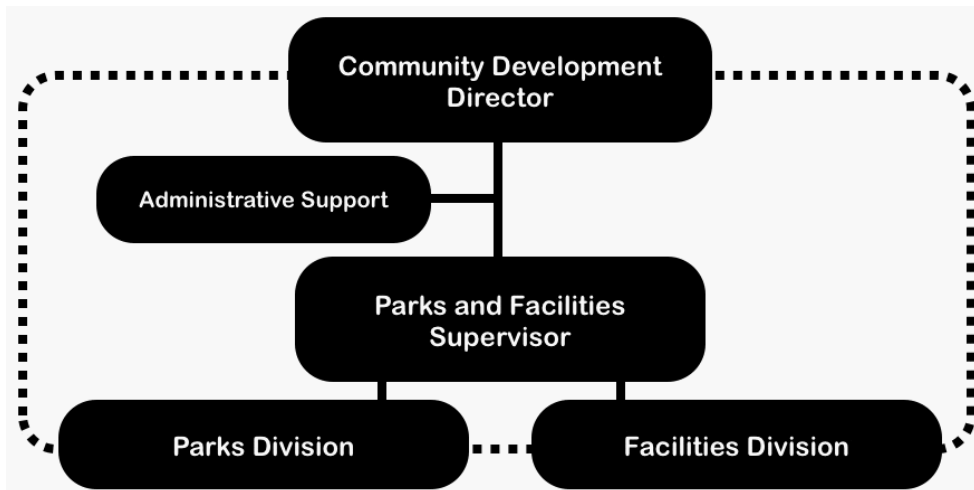 Community Development
Director
Administrative Support
Parks and Facilities
Supervisor
Parks Division
Facilities Division